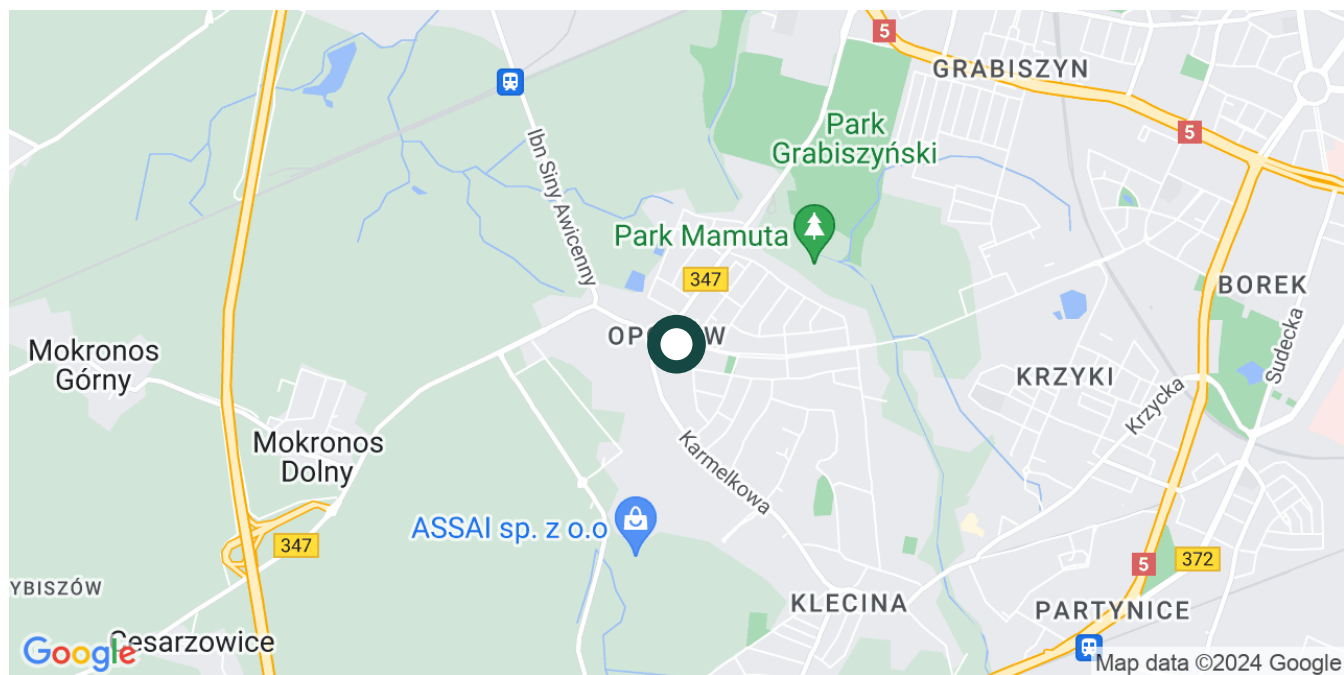 5
GRABISZYN
Park
Grabiszyński
5
Ibn Siny Awicenny
Park Mamuta
347
BOREK
Sudecka
Mokronos
Górny
KRZYKI
Krzycka
Mokronos
Dolny
Karmelkowa
ASSAI sp. z o.o
347
5
372
YBISZÓW
KLECINA
PARTYNICE
Cesarzowice
Google
Map data ©2024 Google